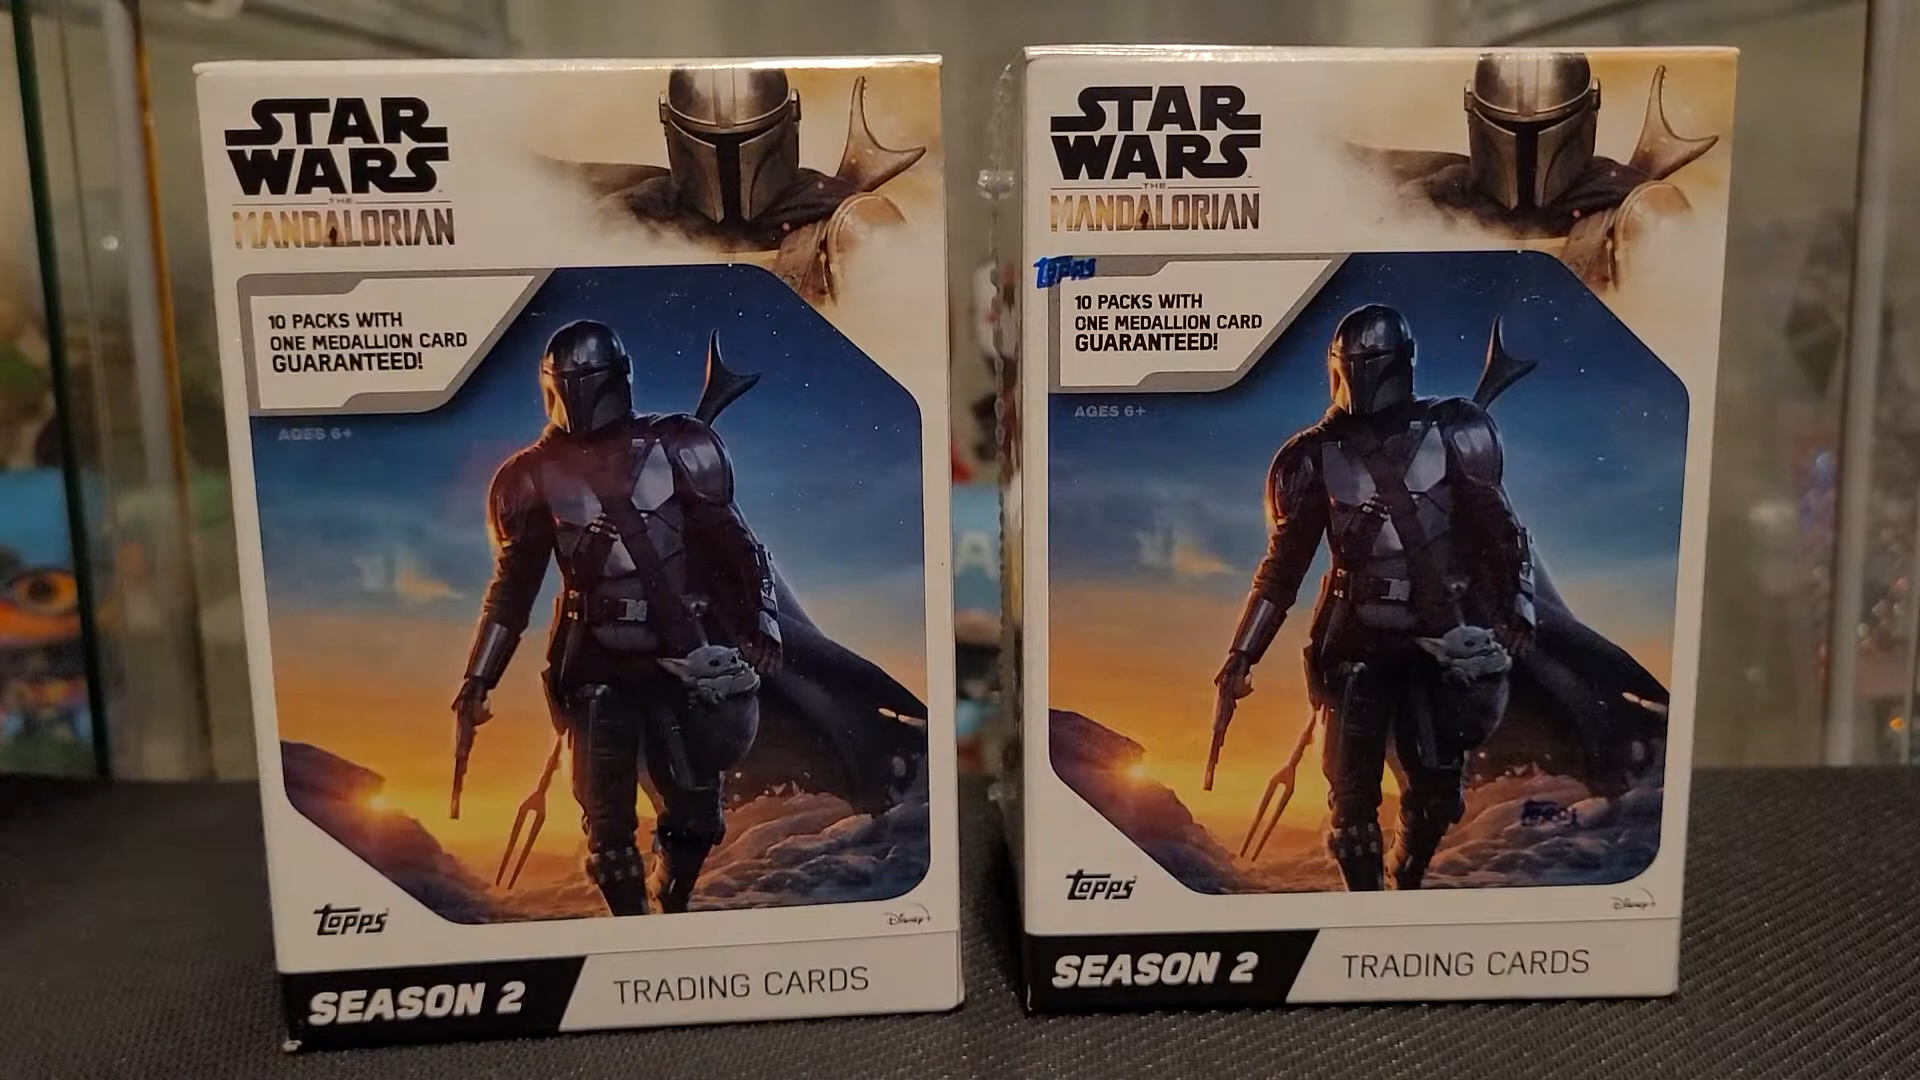 STAR
WARS
THE
MANDALORIAN
10 PACKS WITH
ONE MEDALLION CARD
GUARANTEED!
AGES 6+
topps
Disney+
SEASON 2
TRADING CARDS
STAR
WARS
THE
MANDALORIAN
topps
10 PACKS WITH
ONE MEDALLION CARD
GUARANTEED!
AGES 6+
topps
Disney+
SEASON 2
TRADING CARDS